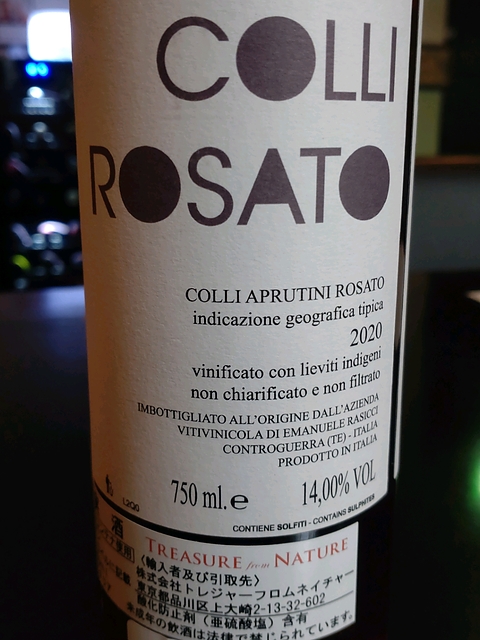 COLLI
ROSATO
COLLI APRUTINI ROSATO
indicazione geografica tipica
2020
vinificato con lieviti indigeni
non chiarificato e non filtrato
IMBOTTIGLIATO ALL'ORIGINE DALL'AZIENDA
VITIVINICOLA DI EMANUELE RASICCI
CONTROGUERRA (TE) - ITALIA
PRODOTTO IN ITALIA
L2Q0 750 ml. e 14,00% VOL
CONTIENE SOLFITI - CONTAINS SULPHITES
酒 TREASURE from NATURE
〈輸入者及び引取先〉
株式会社トレジャーフロムネイチャー
東京都品川区上大崎2-13-32-602
酸化防止剤(亜硫酸塩)含有
未成年の飲酒は法律で禁じられています。